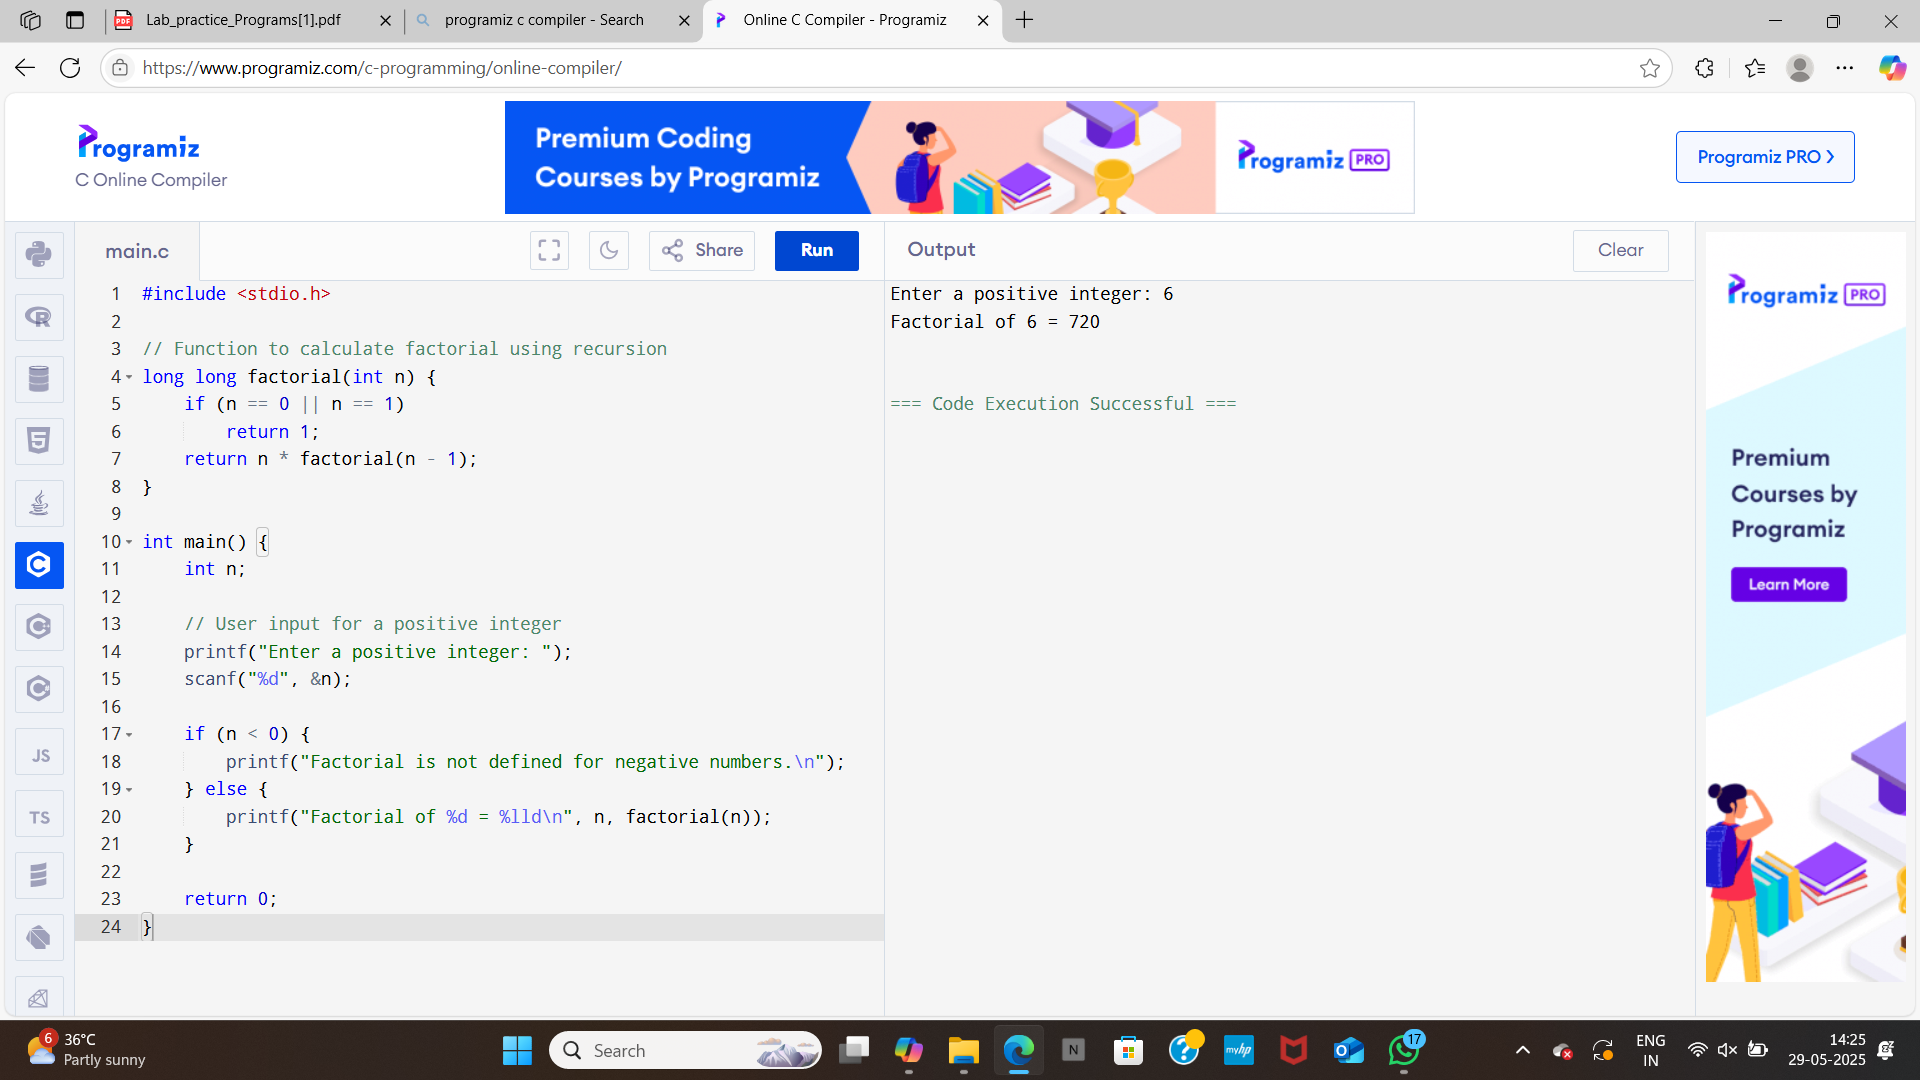 Lab_practice_Programs[1].pdf
programiz c compiler - Search
Online C Compiler - Programiz
https://www.programiz.com/c-programming/online-compiler/
Programiz
C Online Compiler
Premium Coding
Courses by Programiz
Programiz PRO
Programiz PRO
main.c
Share
Run
Output
Clear
1 #include <stdio.h>
2
3 // Function to calculate factorial using recursion
4 long long factorial(int n) {
5     if (n == 0 || n == 1)
6         return 1;
7     return n * factorial(n - 1);
8 }
9
10 int main() {
11     int n;
12
13     // User input for a positive integer
14     printf("Enter a positive integer: ");
15     scanf("%d", &n);
16
17     if (n < 0) {
18         printf("Factorial is not defined for negative numbers.\n");
19     } else {
20         printf("Factorial of %d = %lld\n", n, factorial(n));
21     }
22
23     return 0;
24 }
Enter a positive integer: 6
Factorial of 6 = 720
=== Code Execution Successful ===
Programiz PRO
Premium
Courses by
Programiz
Learn More
JS
TS
6
36°C
Partly sunny
Search
N
myhp
17
ENG
IN
14:25
29-05-2025